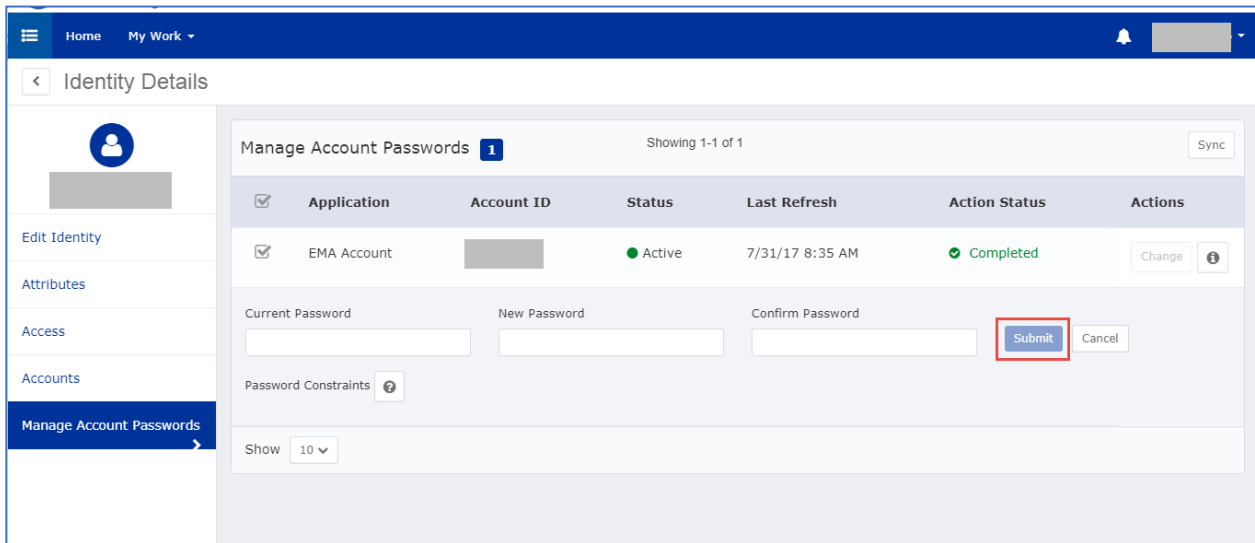 Home My Work
Identity Details
Manage Account Passwords 1 Showing 1-1 of 1 Sync
Application Account ID Status Last Refresh Action Status Actions
EMA Account Active 7/31/17 8:35 AM Completed Change
Edit Identity
Attributes
Access
Accounts
Manage Account Passwords
Current Password New Password Confirm Password
Submit Cancel
Password Constraints
Show 10